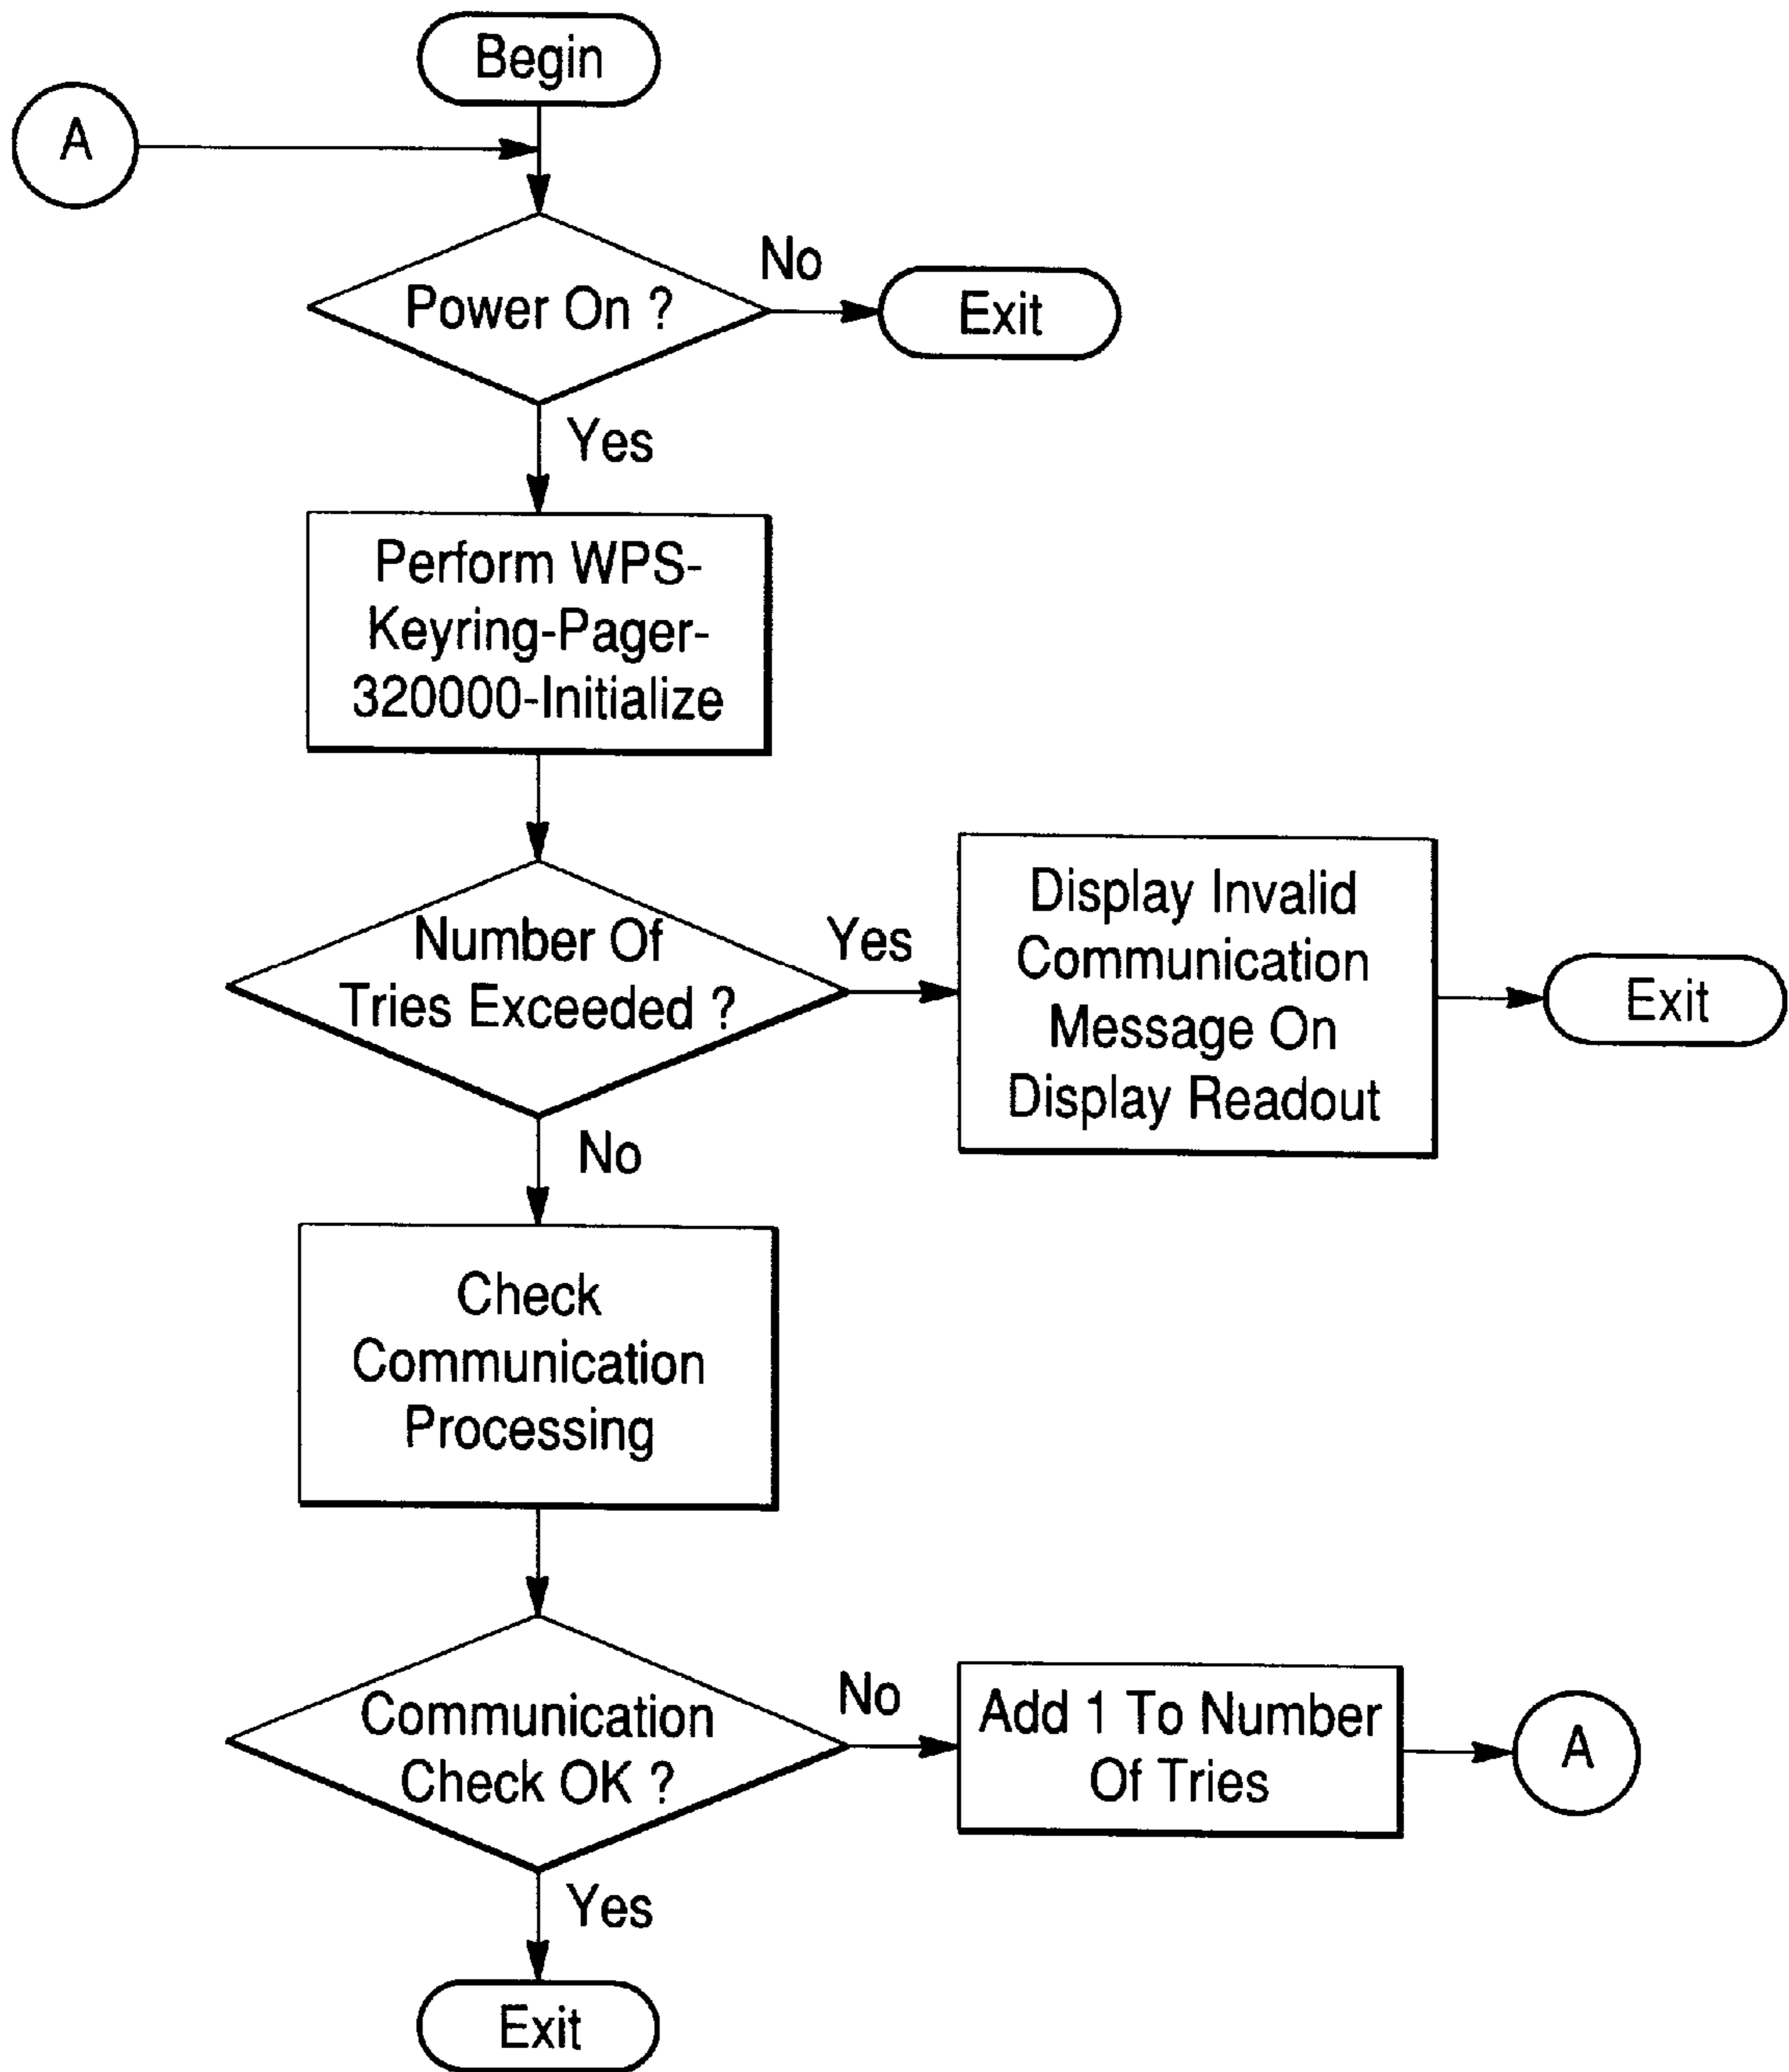 Begin
A
Power On ?
No
Exit
Yes
Perform WPS-
Keyring-Pager-
320000-Initialize
Number Of
Tries Exceeded ?
Yes
Display Invalid
Communication
Message On
Display Readout
Exit
No
Check
Communication
Processing
Communication
Check OK ?
No
Add 1 To Number
Of Tries
A
Yes
Exit